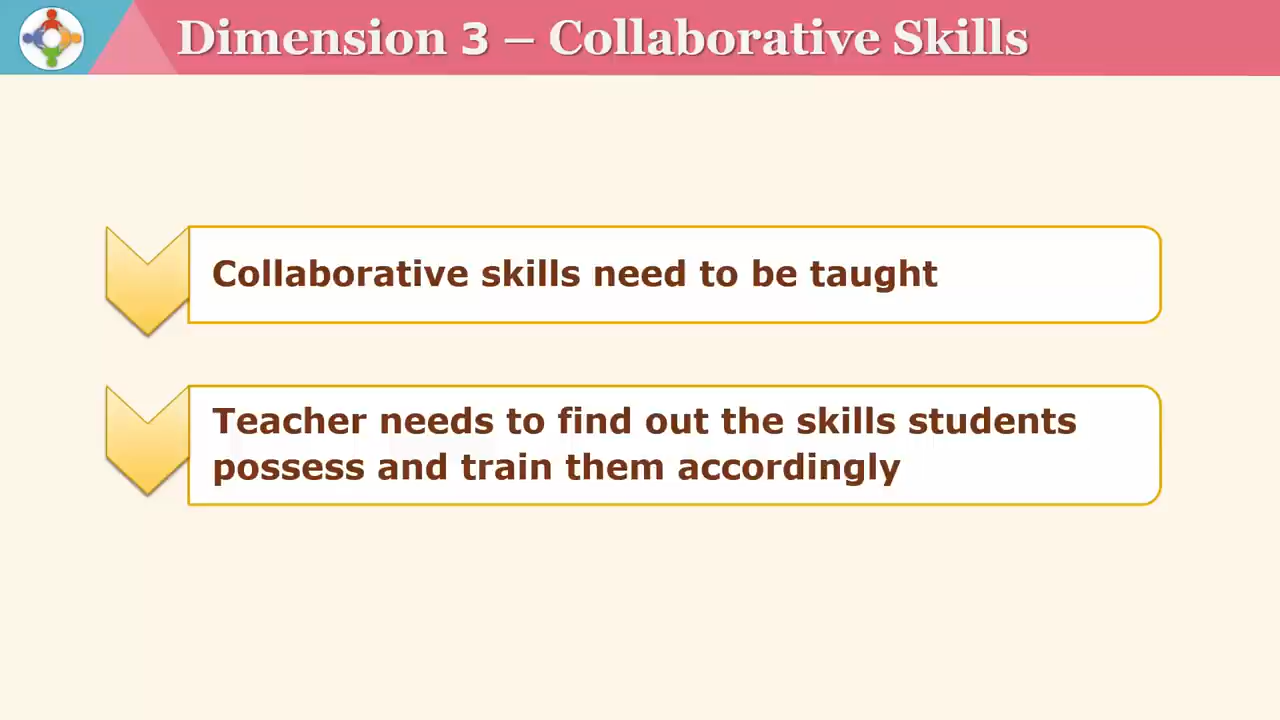 Dimension 3 – Collaborative Skills
Collaborative skills need to be taught
Teacher needs to find out the skills students
possess and train them accordingly